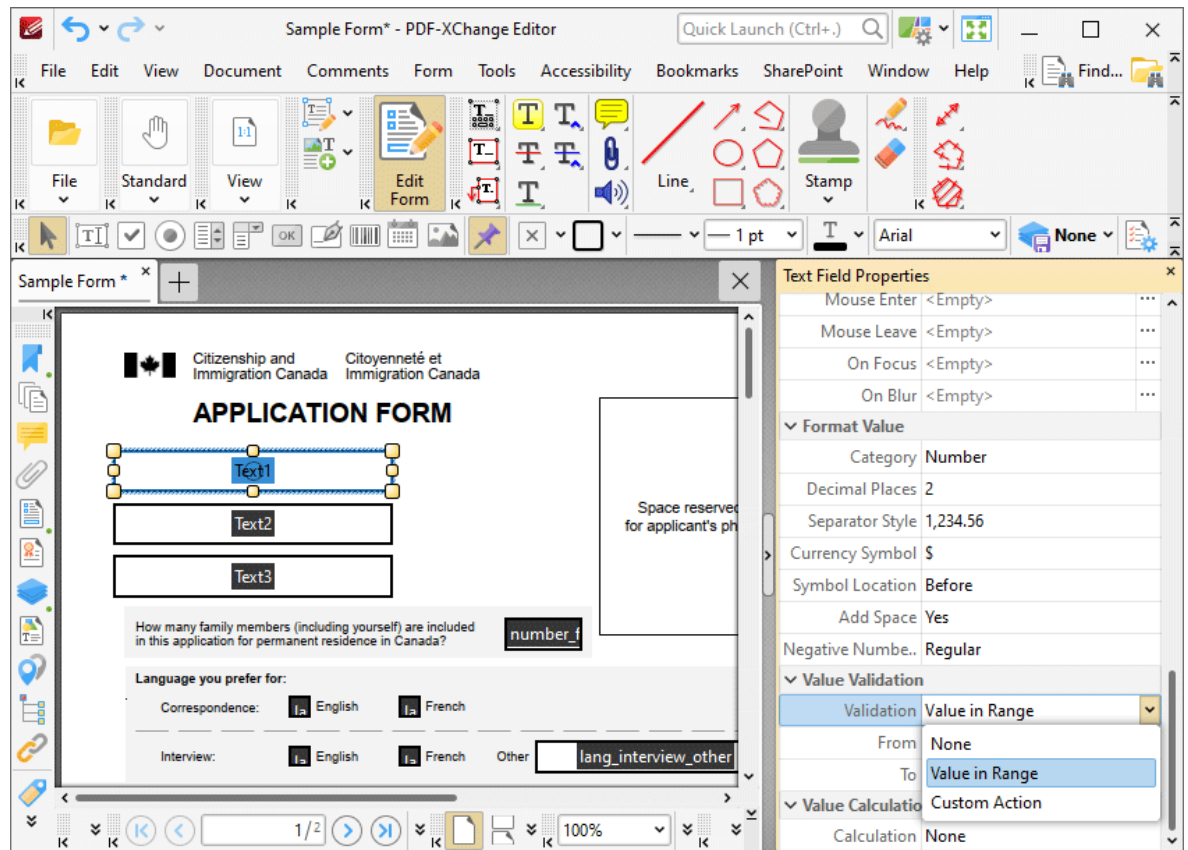 Sample Form* - PDF-XChange Editor
Quick Launch (Ctrl+.)
File Edit View Document Comments Form Tools Accessibility Bookmarks SharePoint Window Help
Find...
File
Standard
View
1:1
Edit
Form
Line
Stamp
OK
1 pt
Arial
None
Sample Form *
Citizenship and
Immigration Canada
Citoyenneté et
Immigration Canada
APPLICATION FORM
Text1
Text2
Text3
Space reserved
for applicant's ph
How many family members (including yourself) are included
in this application for permanent residence in Canada?
number_f
Language you prefer for:
Correspondence: la English la French
Interview: la English la French Other lang_interview_other
1/2
100%
Text Field Properties
Mouse Enter <Empty> ...
Mouse Leave <Empty> ...
On Focus <Empty> ...
On Blur <Empty> ...
Format Value
Category Number
Decimal Places 2
Separator Style 1,234.56
Currency Symbol $
Symbol Location Before
Add Space Yes
Negative Numbe.. Regular
Value Validation
Validation Value in Range
From
To
None
Value in Range
Custom Action
Value Calculatio
Calculation None